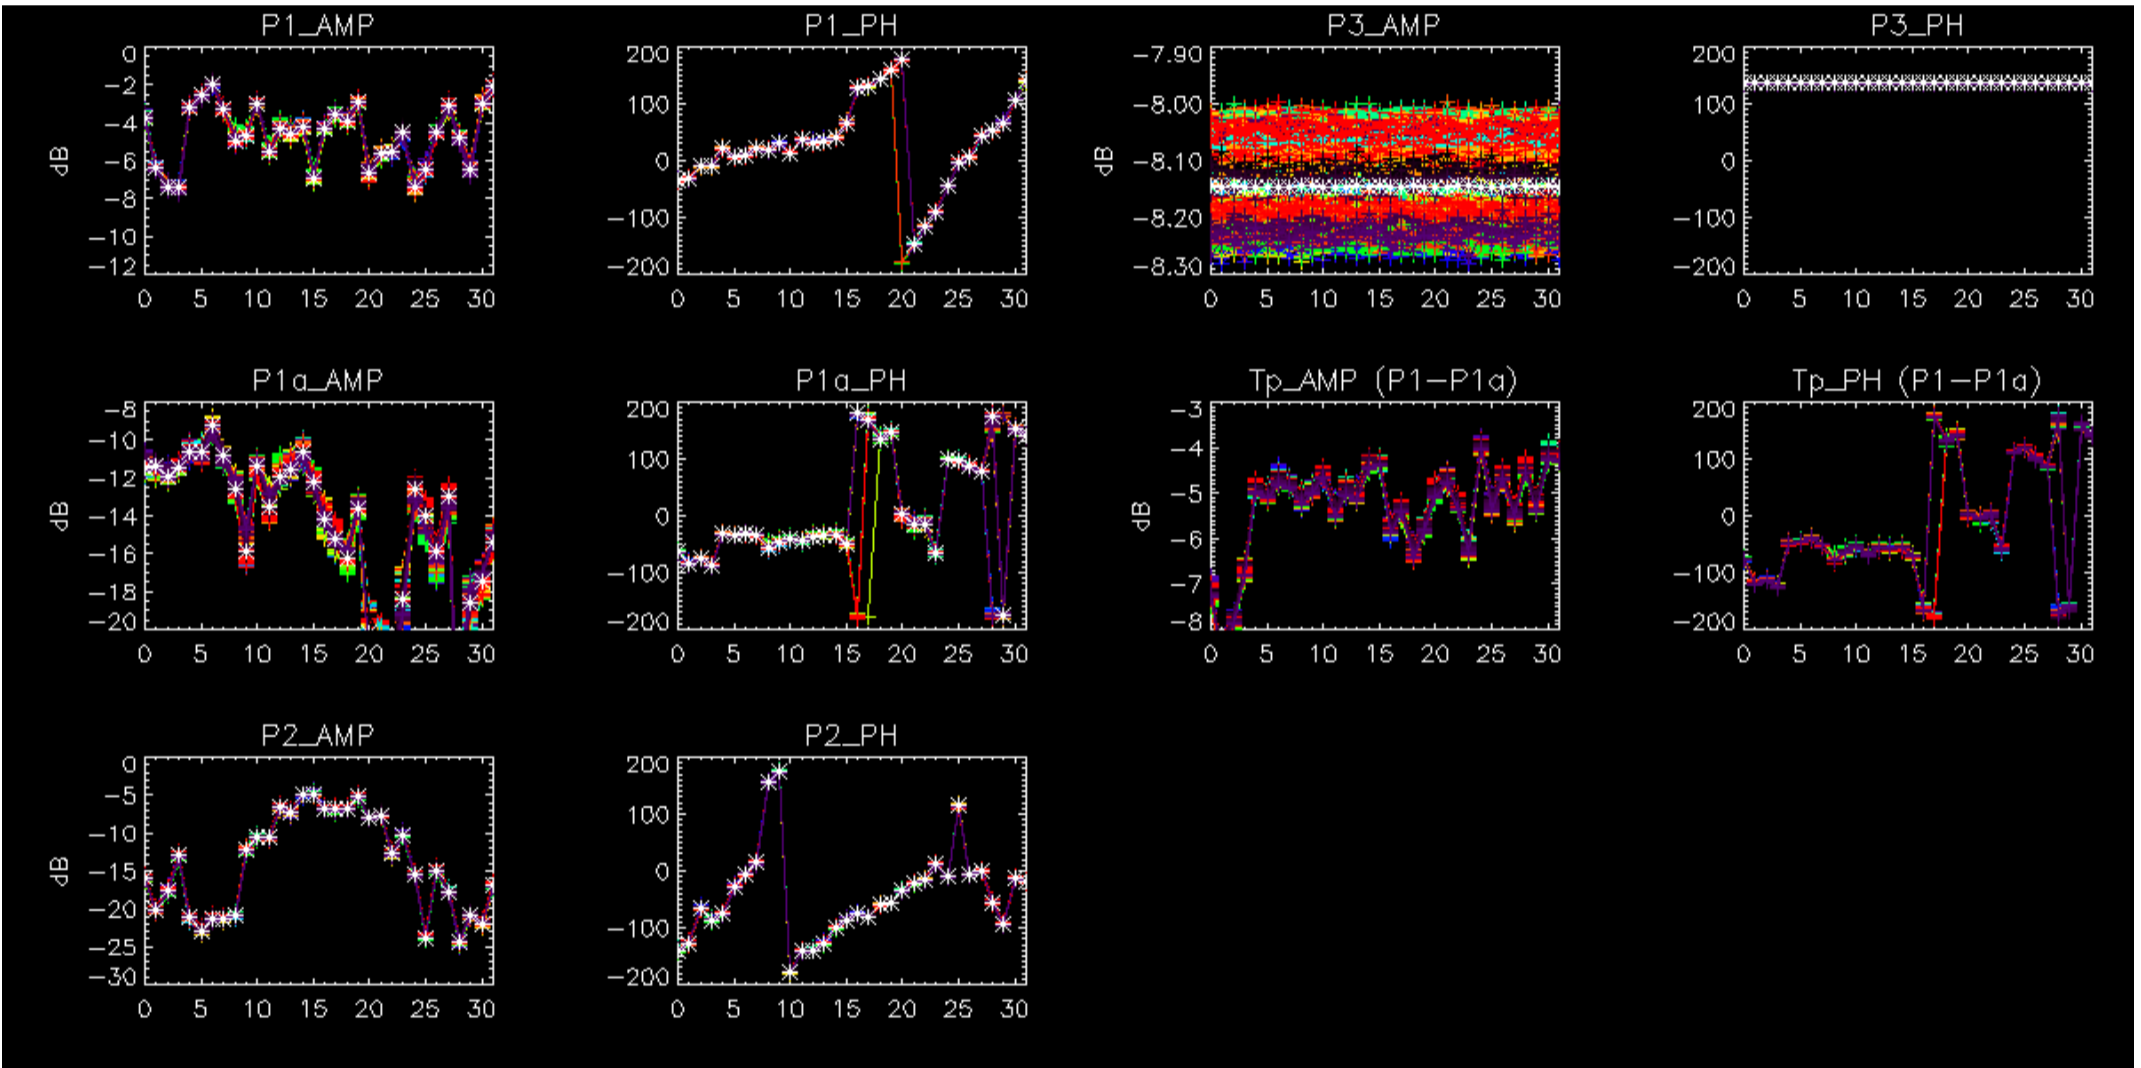 P1_AMP
0
−2
−4
−6
−8
−10
−12
dB
0 5 10 15 20 25 30
P1_PH
200
100
0
−100
−200
0 5 10 15 20 25 30
P3_AMP
−7.90
−8.00
−8.10
−8.20
−8.30
dB
0 5 10 15 20 25 30
P3_PH
200
100
0
−100
−200
0 5 10 15 20 25 30
P1a_AMP
−8
−10
−12
−14
−16
−18
−20
dB
0 5 10 15 20 25 30
P1a_PH
200
100
0
−100
−200
0 5 10 15 20 25 30
Tp_AMP (P1−P1a)
−3
−4
−5
−6
−7
−8
dB
0 5 10 15 20 25 30
Tp_PH (P1−P1a)
200
100
0
−100
−200
0 5 10 15 20 25 30
P2_AMP
0
−5
−10
−15
−20
−25
−30
dB
0 5 10 15 20 25 30
P2_PH
200
100
0
−100
−200
0 5 10 15 20 25 30